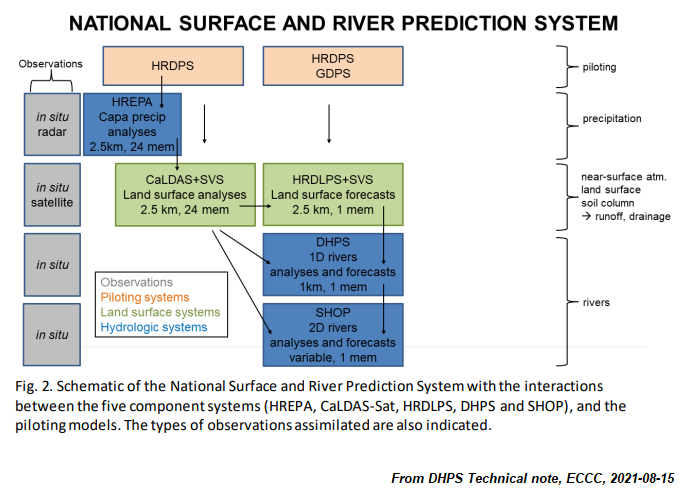 NATIONAL SURFACE AND RIVER PREDICTION SYSTEM
Observations
HRDPS
HRDPS
GDPS
piloting
in situ
radar
HREPA
Capa precip
analyses
2.5km, 24 mem
precipitation
in situ
satellite
CaLDAS+SVS
Land surface analyses
2.5 km, 24 mem
HRDLPS+SVS
Land surface forecasts
2.5 km, 1 mem
near-surface atm.
land surface
soil column
→ runoff, drainage
in situ
DHPS
1D rivers
analyses and forecasts
1km, 1 mem
rivers
in situ
SHOP
2D rivers
analyses and forecasts
variable, 1 mem
Observations
Piloting systems
Land surface systems
Hydrologic systems
Fig. 2. Schematic of the National Surface and River Prediction System with the interactions
between the five component systems (HREPA, CaLDAS-Sat, HRDLPS, DHPS and SHOP), and the
piloting models. The types of observations assimilated are also indicated.
From DHPS Technical note, ECCC, 2021-08-15